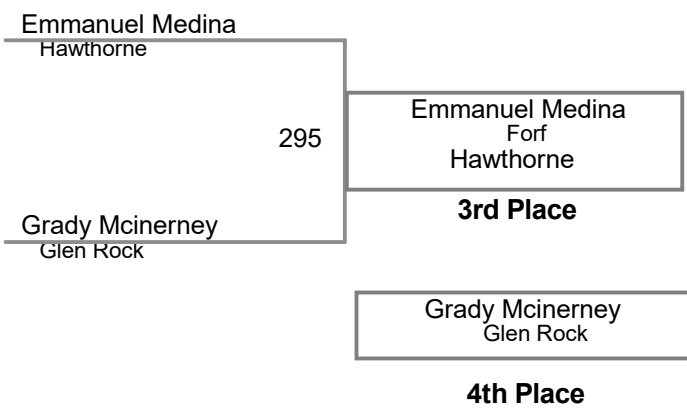 Emmanuel Medina
Hawthorne
295
Emmanuel Medina
Forf
Hawthorne
3rd Place
Grady Mcinerney
Glen Rock
Grady Mcinerney
Glen Rock
4th Place